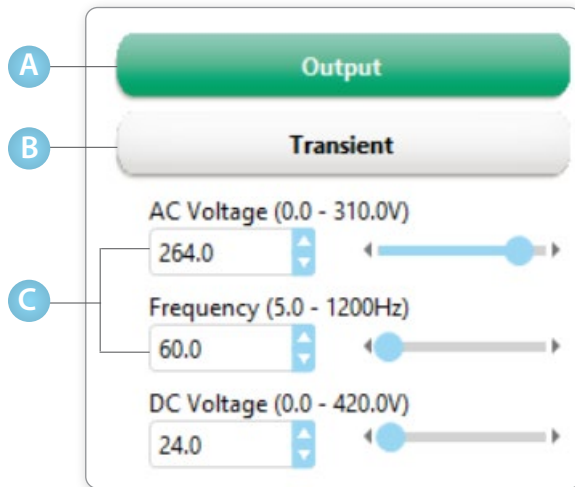 A
Output
B
Transient
AC Voltage (0.0 - 310.0V)
264.0
C
Frequency (5.0 - 1200Hz)
60.0
DC Voltage (0.0 - 420.0V)
24.0